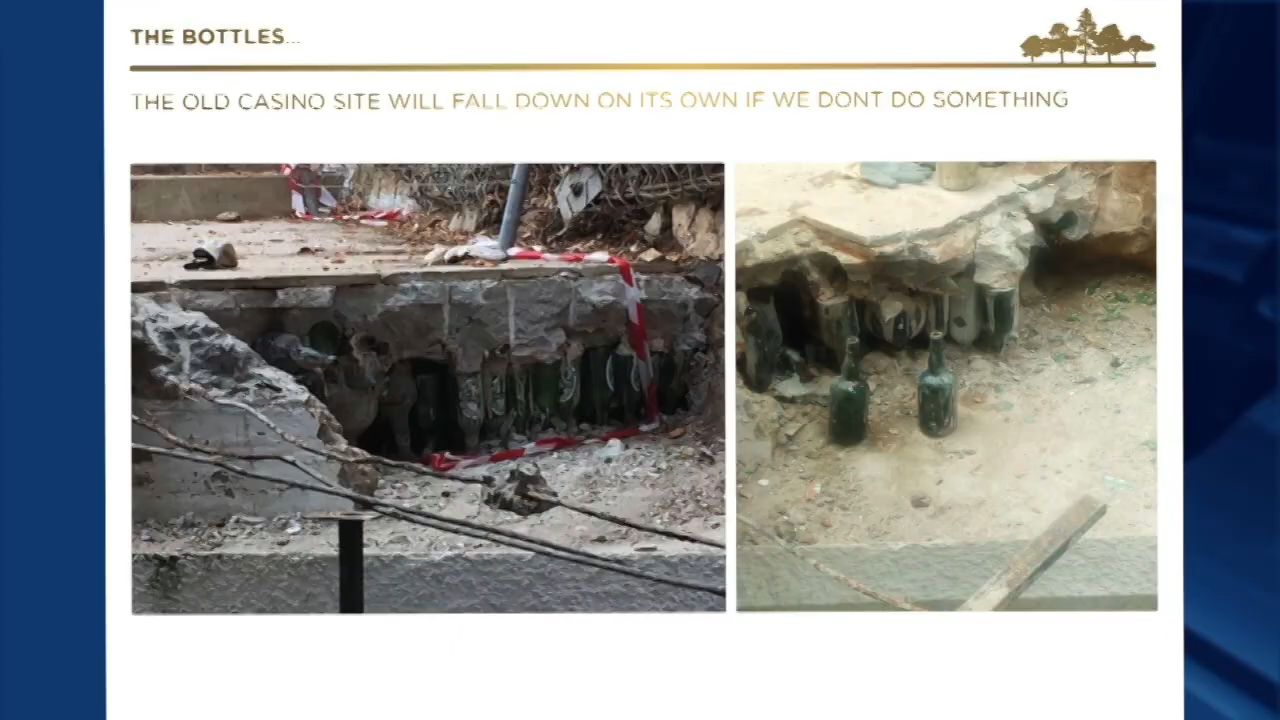 THE BOTTLES...
THE OLD CASINO SITE WILL FALL DOWN ON ITS OWN IF WE DONT DO SOMETHING